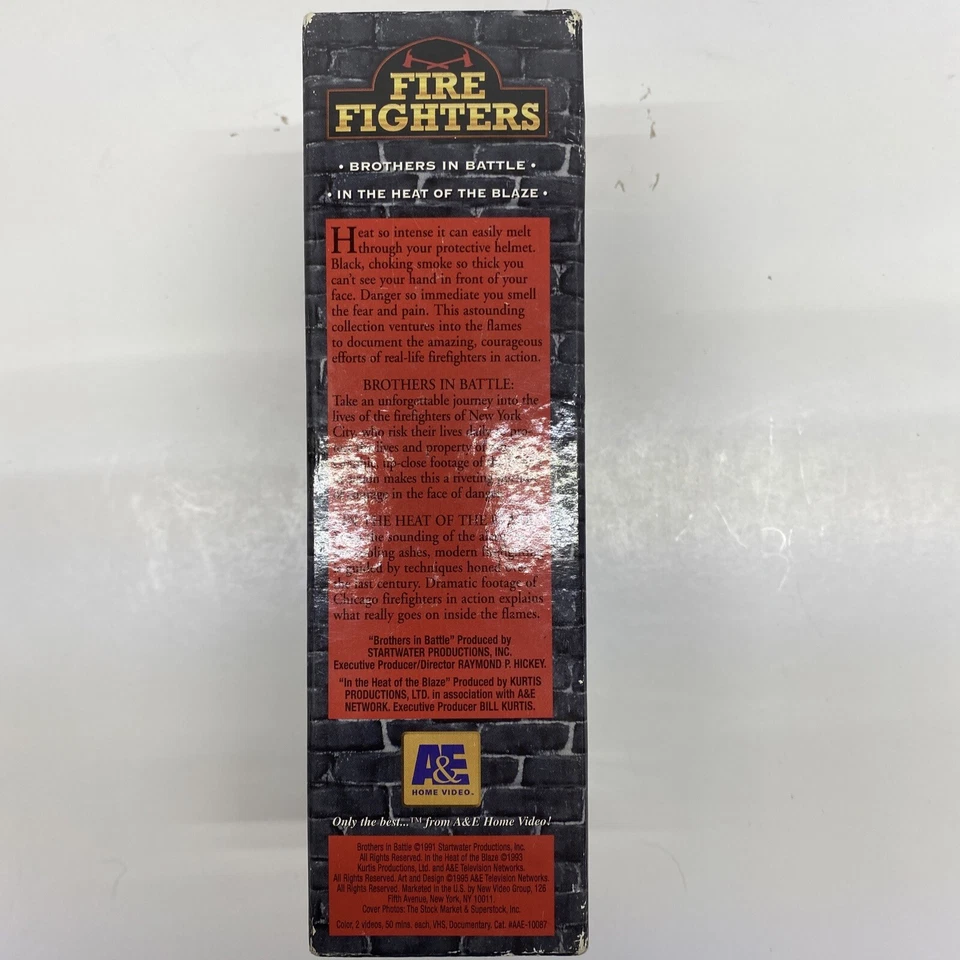 FIRE
FIGHTERS
• BROTHERS IN BATTLE •
• IN THE HEAT OF THE BLAZE •
Heat so intense it can easily melt
through your protective helmet.
Black, choking smoke so thick you
can't see your hand in front of your
face. Danger so immediate you smell
the fear and pain. This astounding
collection ventures into the flames
to document the amazing, courageous
efforts of real-life firefighters in action.
BROTHERS IN BATTLE:
Take an unforgettable journey into the
lives of the firefighters of New York
City, who risk their lives
lives and property
up-close footage of
makes this a riveting
in the face of
THE HEAT OF THE
sounding of the
ashes, modern
by techniques
the last century. Dramatic footage of
Chicago firefighters in action explains
what really goes on inside the flames.
"Brothers in Battle" Produced by
STARTWATER PRODUCTIONS, INC.
Executive Producer/Director RAYMOND P. HICKEY.
"In the Heat of the Blaze" Produced by KURTIS
PRODUCTIONS, LTD. in association with A&E
NETWORK. Executive Producer BILL KURTIS.
A&E
HOME VIDEO™
Only the best...™ from A&E Home Video!
Brothers in Battle ©1991 Startwater Productions, Inc.
All Rights Reserved. In the Heat of the Blaze ©1993
Kurtis Productions, Ltd. and A&E Television Networks.
All Rights Reserved. Art and Design ©1995 A&E Television Networks.
All Rights Reserved. Marketed in the U.S. by New Video Group, 126
Fifth Avenue, New York, NY 10011.
Cover Photos: The Stock Market & Superstock, Inc.
Color, 2 videos, 50 mins. each, VHS, Documentary. Cat. #AAE-10087